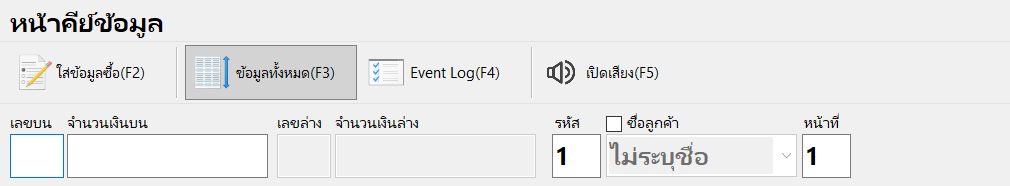 หน้าคีย์ข้อมูล
ใส่ข้อมูลซื้อ(F2) ข้อมูลทั้งหมด(F3) Event Log(F4) เปิดเสียง(F5)
เลขบน จำนวนเงินบน เลขล่าง จำนวนเงินล่าง รหัส ชื่อลูกค้า หน้าที่
1 ไม่ระบุชื่อ 1